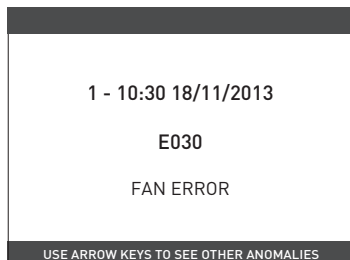 1 - 10:30 18/11/2013
E030
FAN ERROR
USE ARROW KEYS TO SEE OTHER ANOMALIES